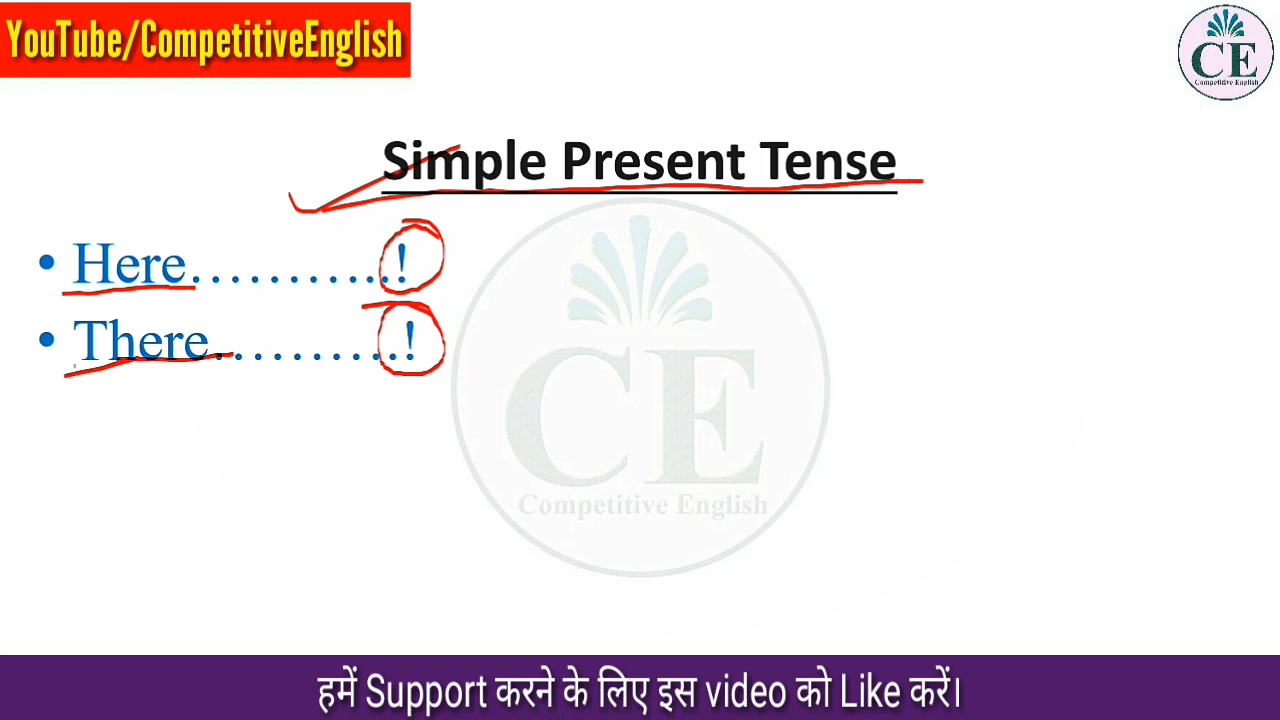 YouTube/CompetitiveEnglish
CE
Competitive English
Simple Present Tense
• Here………..!
• There……….!
CE
Competitive English
हमें Support करने के लिए इस video को Like करें।